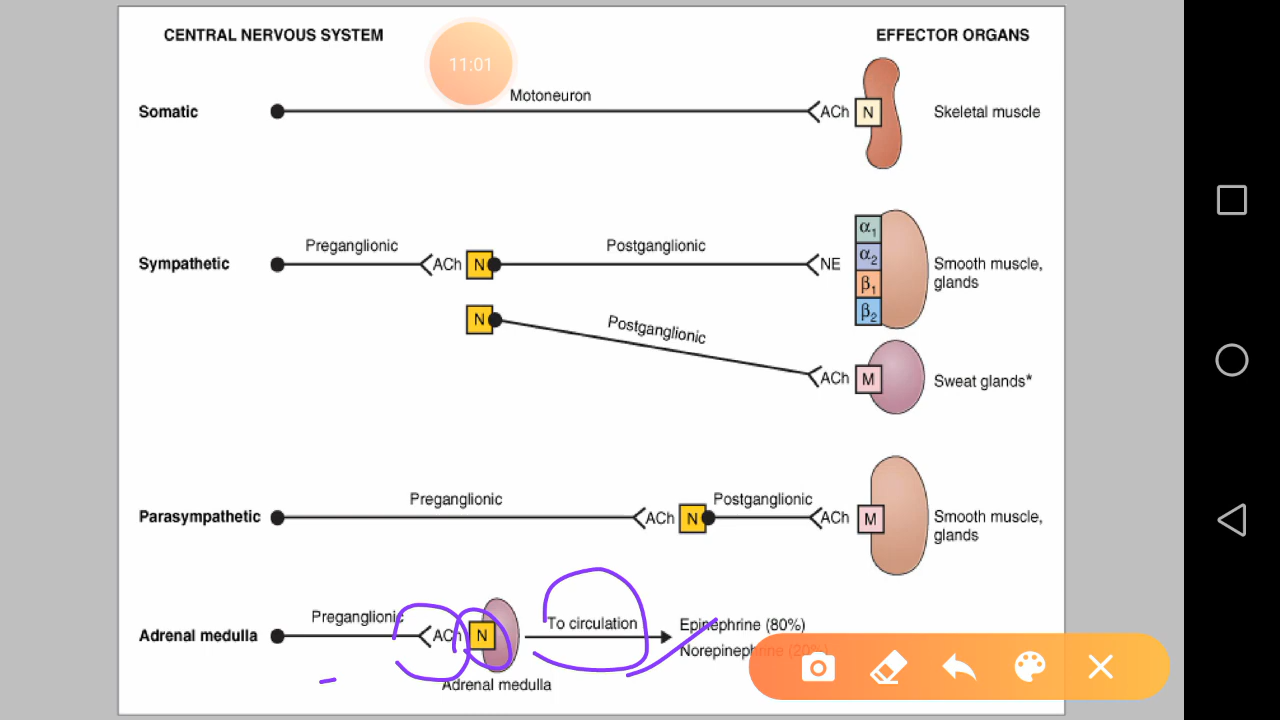 CENTRAL NERVOUS SYSTEM
EFFECTOR ORGANS
11:01
Motoneuron
Somatic
ACh
N
Skeletal muscle
Preganglionic
Postganglionic
Sympathetic
ACh
N
NE
α1
α2
β1
β2
Smooth muscle,
glands
N
Postganglionic
ACh
M
Sweat glands*
Preganglionic
Postganglionic
Parasympathetic
ACh
N
ACh
M
Smooth muscle,
glands
Preganglionic
Adrenal medulla
ACh
N
To circulation
Epinephrine (80%)
Norepinephrine (20%)
Adrenal medulla